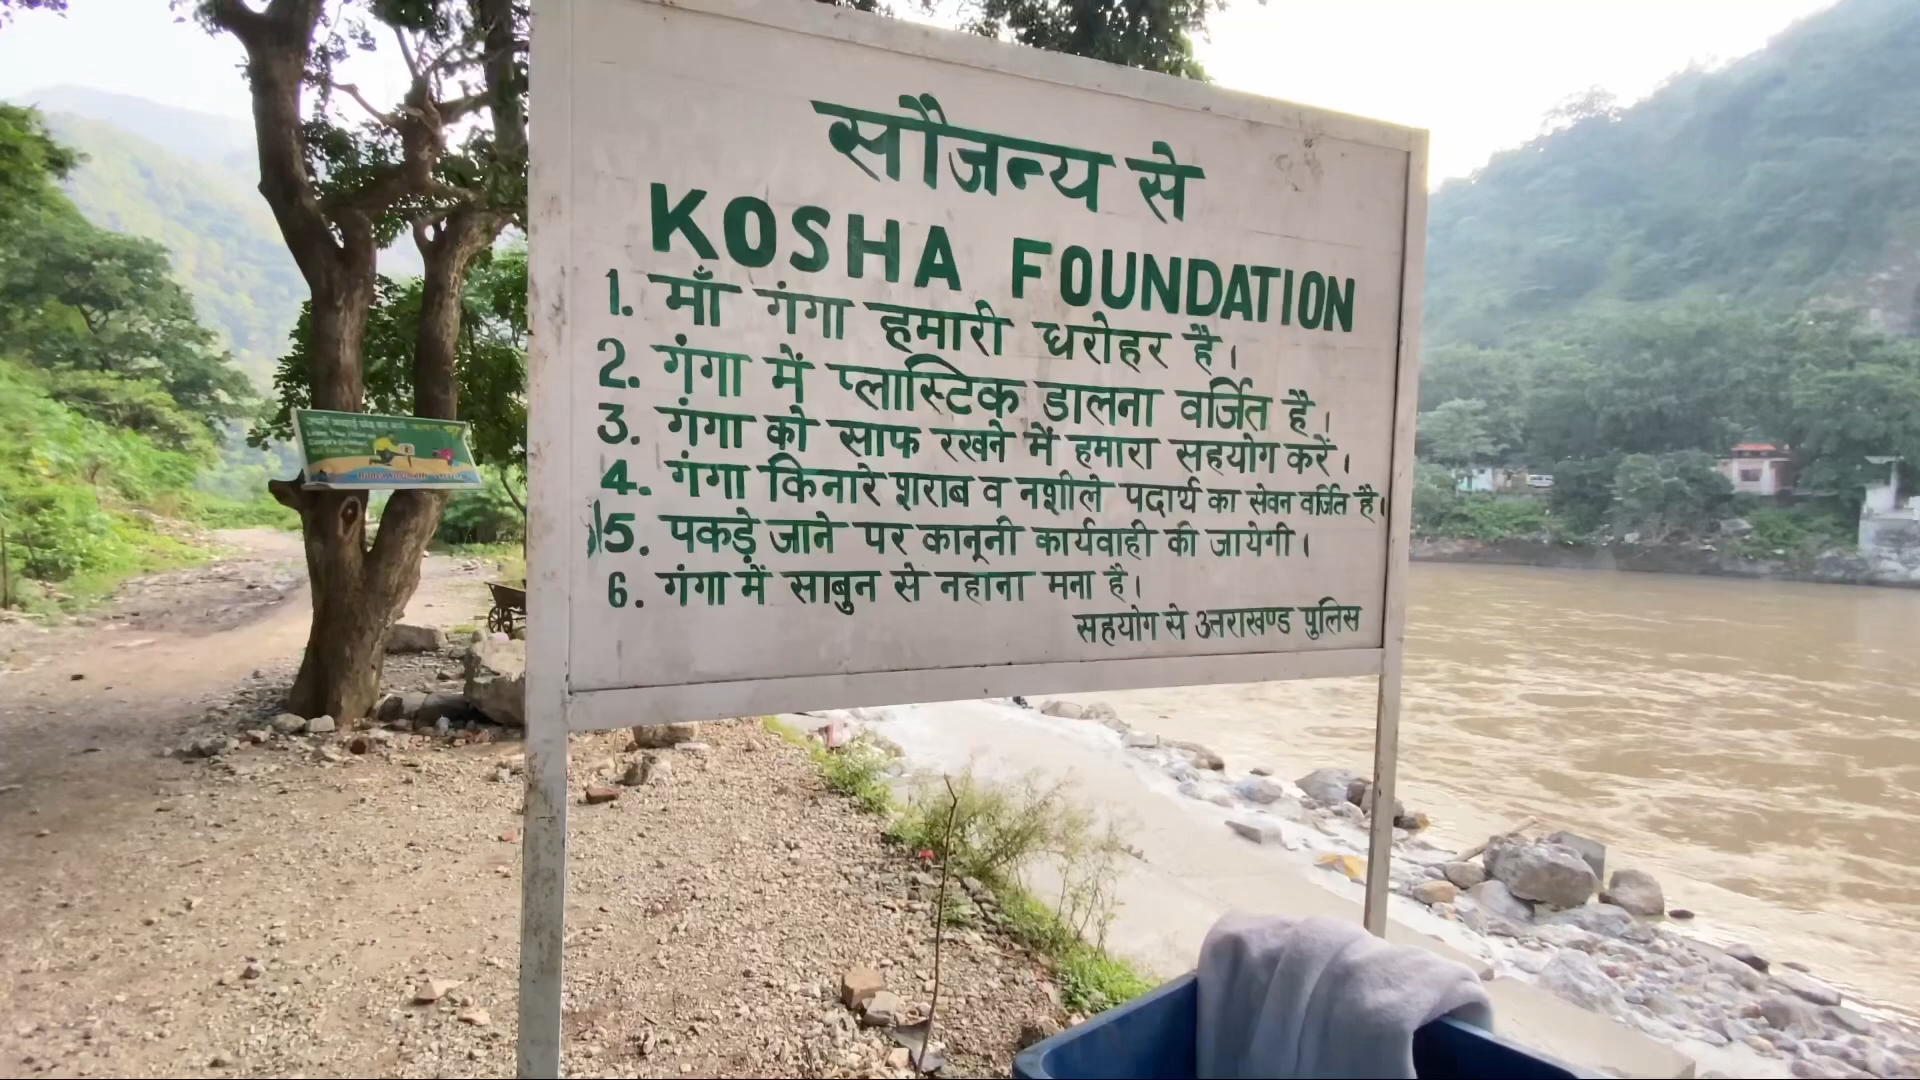 सौजन्य से
KOSHA FOUNDATION
1. माँ गंगा हमारी धरोहर है।
2. गंगा में प्लास्टिक डालना वर्जित है।
3. गंगा को साफ रखने में हमारा सहयोग करें।
4. गंगा किनारे शराब व नशीले पदार्थ का सेवन वर्जित है।
5. पकड़े जाने पर कानूनी कार्यवाही की जायेगी।
6. गंगा में साबुन से नहाना मना है।
सहयोग से उत्तराखण्ड पुलिस